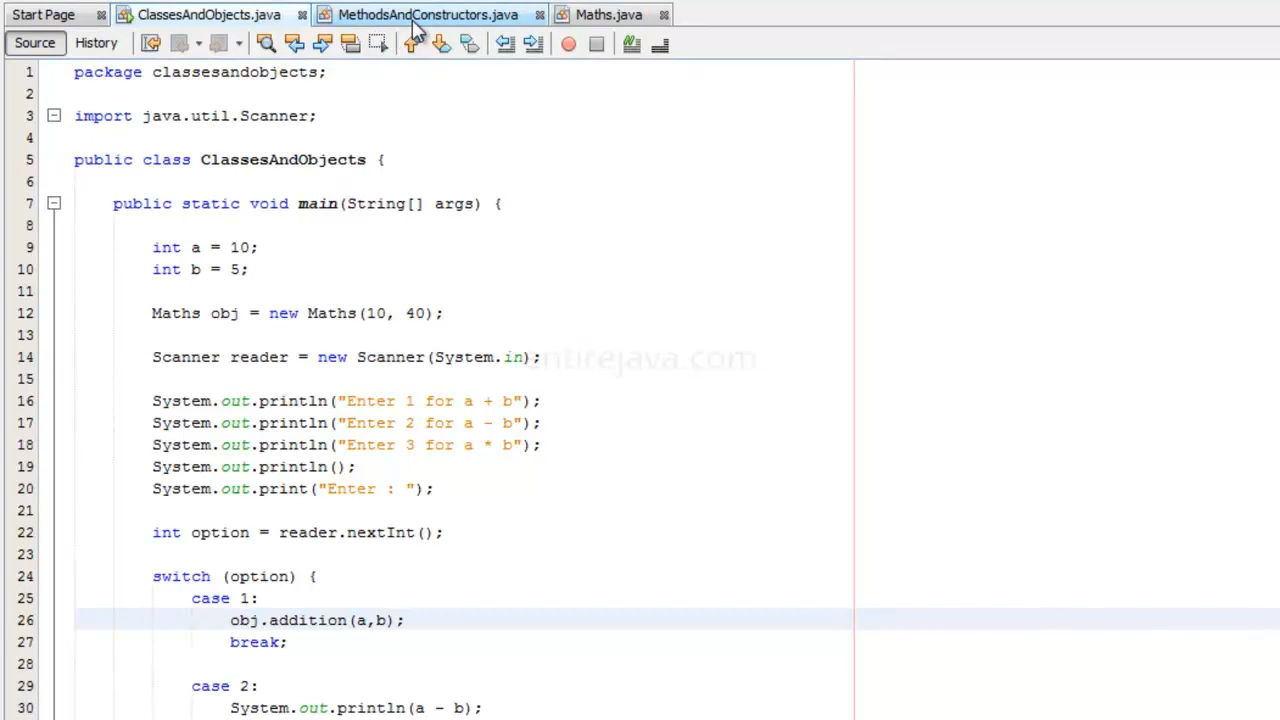 Start Page ClassesAndObjects.java MethodsAndConstructors.java Maths.java
Source History
1 package classesandobjects;
2
3 import java.util.Scanner;
4
5 public class ClassesAndObjects {
6
7 public static void main(String[] args) {
8
9 int a = 10;
10 int b = 5;
11
12 Maths obj = new Maths(10, 40);
13
14 Scanner reader = new Scanner(System.in);
entirejava.com
15
16 System.out.println("Enter 1 for a + b");
17 System.out.println("Enter 2 for a - b");
18 System.out.println("Enter 3 for a * b");
19 System.out.println();
20 System.out.print("Enter : ");
21
22 int option = reader.nextInt();
23
24 switch (option) {
25 case 1:
26 obj.addition(a,b);
27 break;
28
29 case 2:
30 System.out.println(a - b);